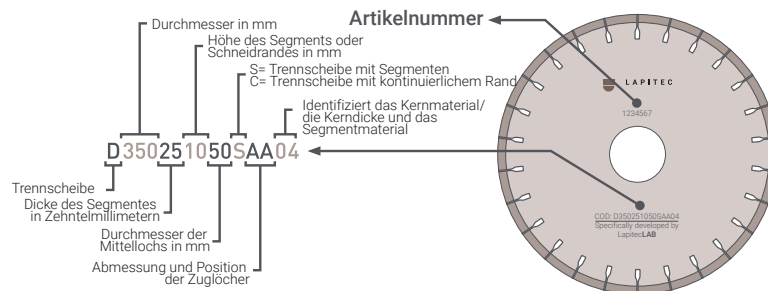 Artikelnummer
Durchmesser in mm
Höhe des Segments oder
Schneidrandes in mm
S= Trennscheibe mit Segmenten
C= Trennscheibe mit kontinuierlichem Rand
Identifiziert das Kernmaterial/
die Kerndicke und das
Segmentmaterial
D350251050SAA04
Trennscheibe
Dicke des Segmentes
in Zehntelmillimetern
Durchmesser der
Mittellochs in mm
Abmessung und Position
der Zuglöcher
LAPITEC
1234567
COD: D350251050SAA04
Specifically developed by
LapitecLAB